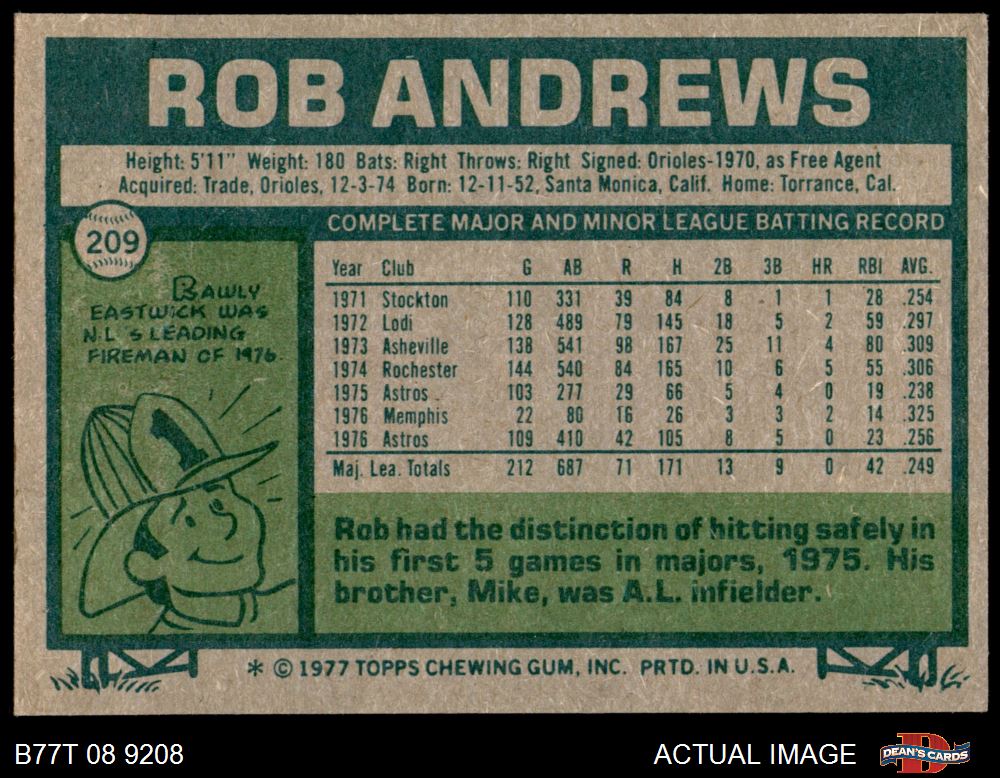 ROB ANDREWS
Height: 5'11" Weight: 180 Bats: Right Throws: Right Signed: Orioles-1970, as Free Agent
Acquired: Trade, Orioles, 12-3-74 Born: 12-11-52, Santa Monica, Calif. Home: Torrance, Cal.
209
RAWLY
EASTWICK WAS
N.L.'S LEADING
FIREMAN OF 1976.
1
COMPLETE MAJOR AND MINOR LEAGUE BATTING RECORD
Year Club G AB R H 2B 3B HR RBI AVG.
1971 Stockton 110 331 39 84 8 1 1 28 .254
1972 Lodi 128 489 79 145 18 5 2 59 .297
1973 Asheville 138 541 98 167 25 11 4 80 .309
1974 Rochester 144 540 84 165 10 6 5 55 .306
1975 Astros 103 277 29 66 5 4 0 19 .238
1976 Memphis 22 80 16 26 3 3 2 14 .325
1976 Astros 109 410 42 105 8 5 0 23 .256
Maj. Lea. Totals 212 687 71 171 13 9 0 42 .249
Rob had the distinction of hitting safely in
his first 5 games in majors, 1975. His
brother, Mike, was A.L. infielder.
* © 1977 TOPPS CHEWING GUM, INC. PRTD. IN U.S.A.
B77T 08 9208
ACTUAL IMAGE
D
DEAN'S CARDS